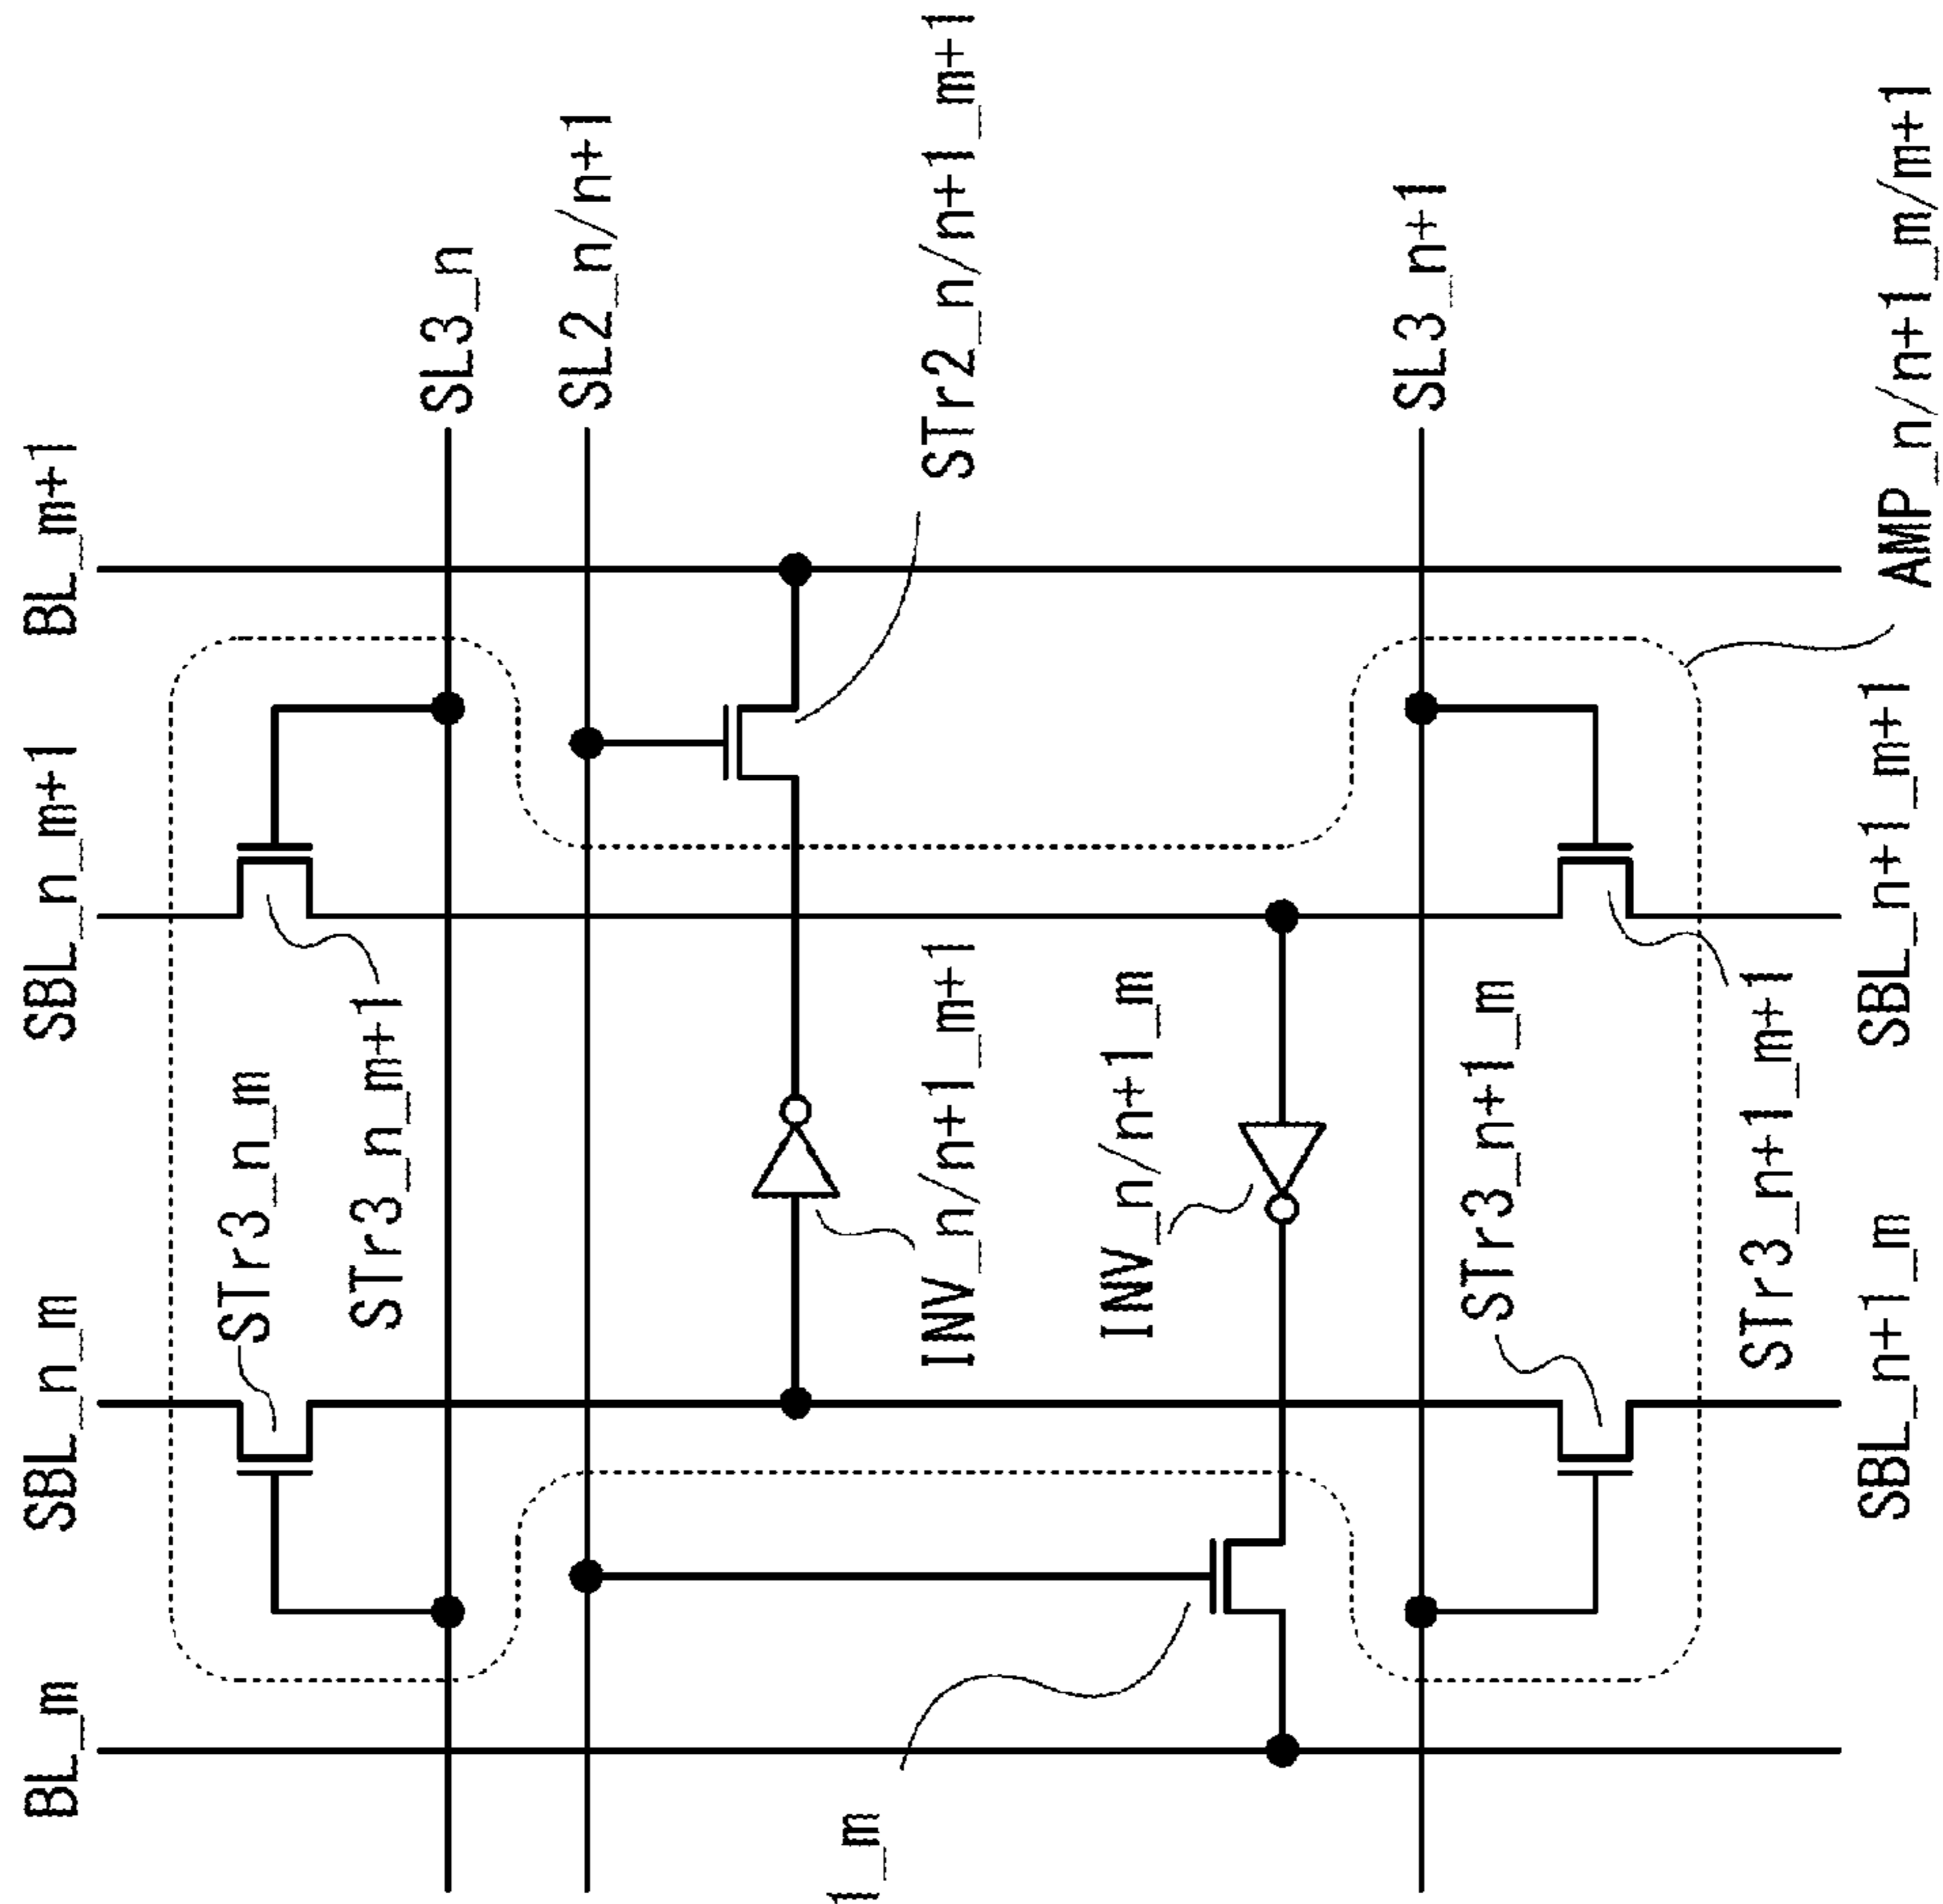 BL_m+1
SL3_n
SL2_n/n+1
STr2_n/n+1_m+1
SL3_n+1
AMP_n/n+1_m/m+1
SBL_n_m+1
STr3_n_m+1
INV_n/n+1_m+1
INV_n/n+1_m
STr3_n+1_m
STr3_n+1_m+1
SBL_n+1_m+1
SBL_n_m
STr3_n_m
SBL_n+1_m
BL_m
1_m